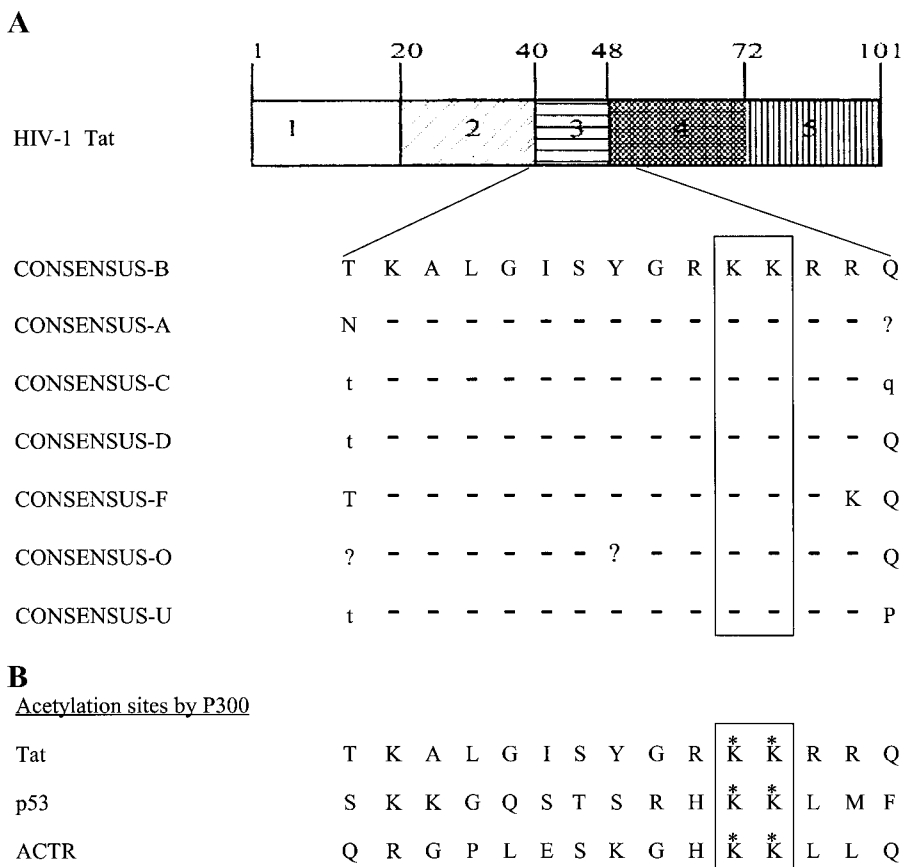 A
1 20 40 48 72 101
HIV-1 Tat 1 2 3 4 5
CONSENSUS-B T K A L G I S Y G R K K R R Q
CONSENSUS-A N - - - - - - - - - - - - - ?
CONSENSUS-C t - - - - - - - - - - - - - q
CONSENSUS-D t - - - - - - - - - - - - - Q
CONSENSUS-F T - - - - - - - - - - - - K Q
CONSENSUS-O ? - - - - - - ? - - - - - - Q
CONSENSUS-U t - - - - - - - - - - - - - P
B
Acetylation sites by P300
* *
Tat T K A L G I S Y G R K K R R Q
* *
p53 S K K G Q S T S R H K K L M F
* *
ACTR Q R G P L E S K G H K K L L Q